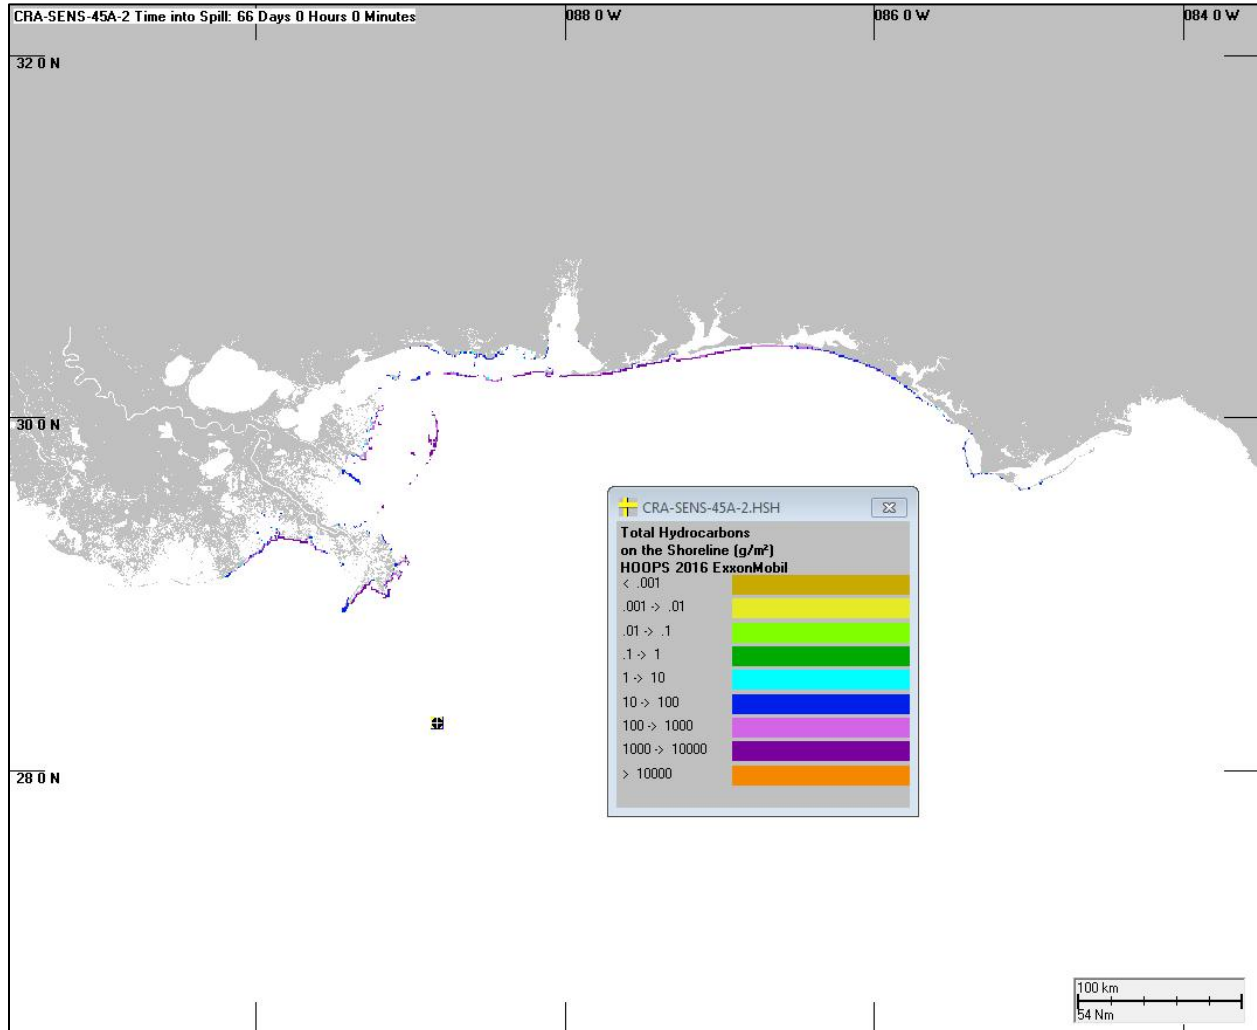 CRA-SENS-45A-2 Time into Spill: 66 Days 0 Hours 0 Minutes
088 0 W
086 0 W
084 0 W
32 0 N
30 0 N
CRA-SENS-45A-2.HSH
Total Hydrocarbons
on the Shoreline (g/m²)
HOOPS 2016 ExxonMobil
< .001
.001 -> .01
.01 -> .1
.1 -> 1
1 -> 10
10 -> 100
100 -> 1000
1000 -> 10000
> 10000
28 0 N
100 km
54 Nm